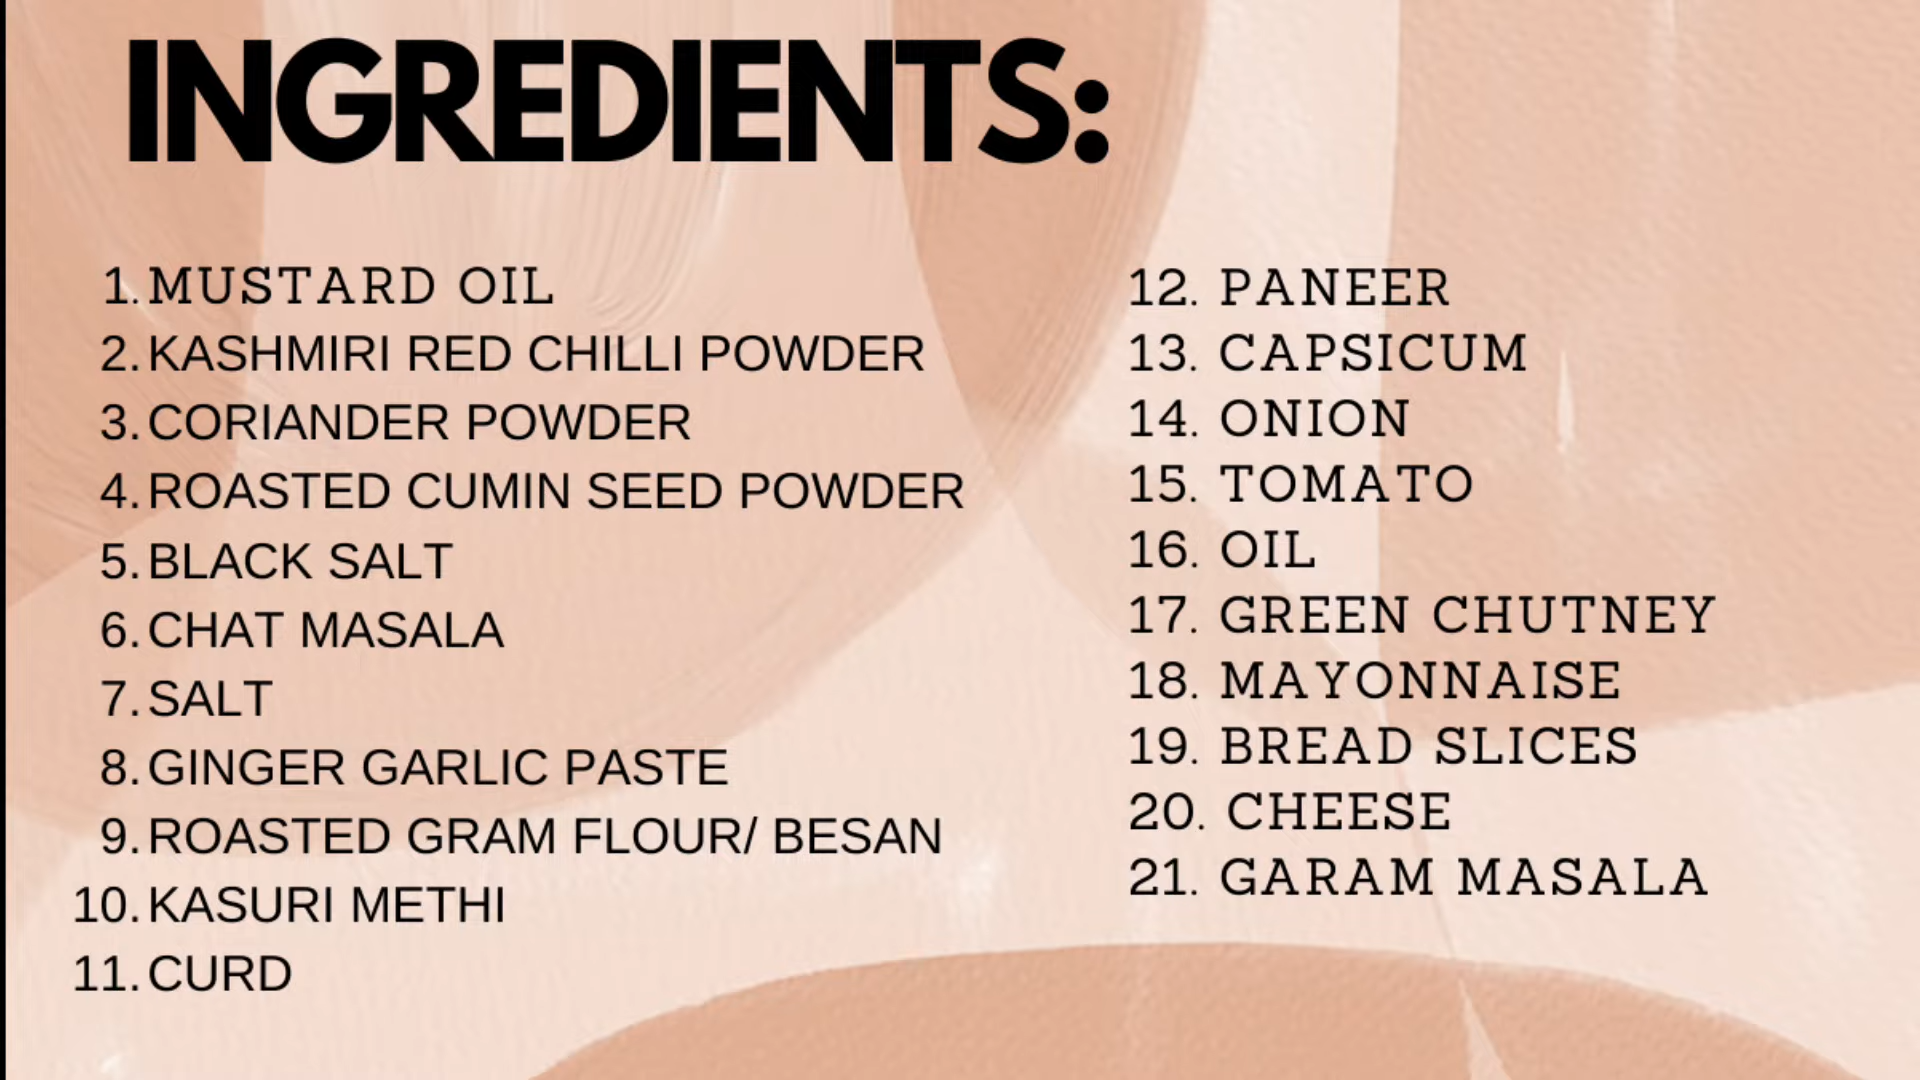 INGREDIENTS:
1. MUSTARD OIL
2. KASHMIRI RED CHILLI POWDER
3. CORIANDER POWDER
4. ROASTED CUMIN SEED POWDER
5. BLACK SALT
6. CHAT MASALA
7. SALT
8. GINGER GARLIC PASTE
9. ROASTED GRAM FLOUR/ BESAN
10. KASURI METHI
11. CURD
12. PANEER
13. CAPSICUM
14. ONION
15. TOMATO
16. OIL
17. GREEN CHUTNEY
18. MAYONNAISE
19. BREAD SLICES
20. CHEESE
21. GARAM MASALA